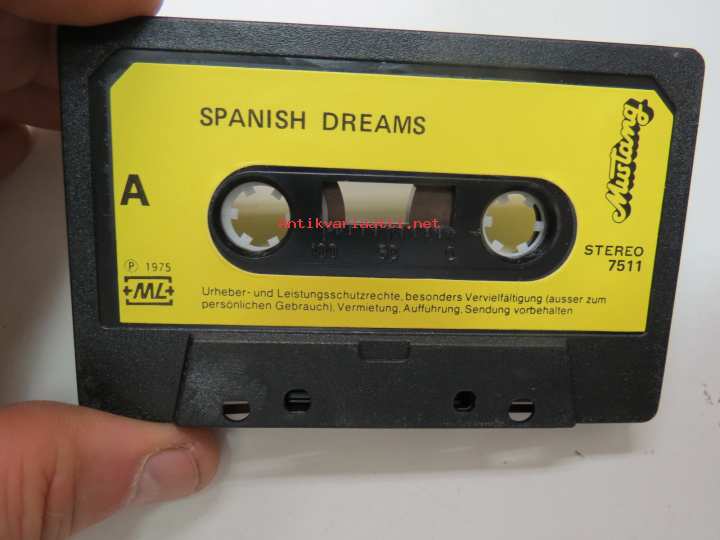 SPANISH DREAMS
Mustang
A
Antikvariaatti.net
100 50 0
STEREO
7511
℗ 1975
+ML+
Urheber- und Leistungsschutzrechte, besonders Vervielfältigung (ausser zum
persönlichen Gebrauch), Vermietung, Aufführung, Sendung vorbehalten